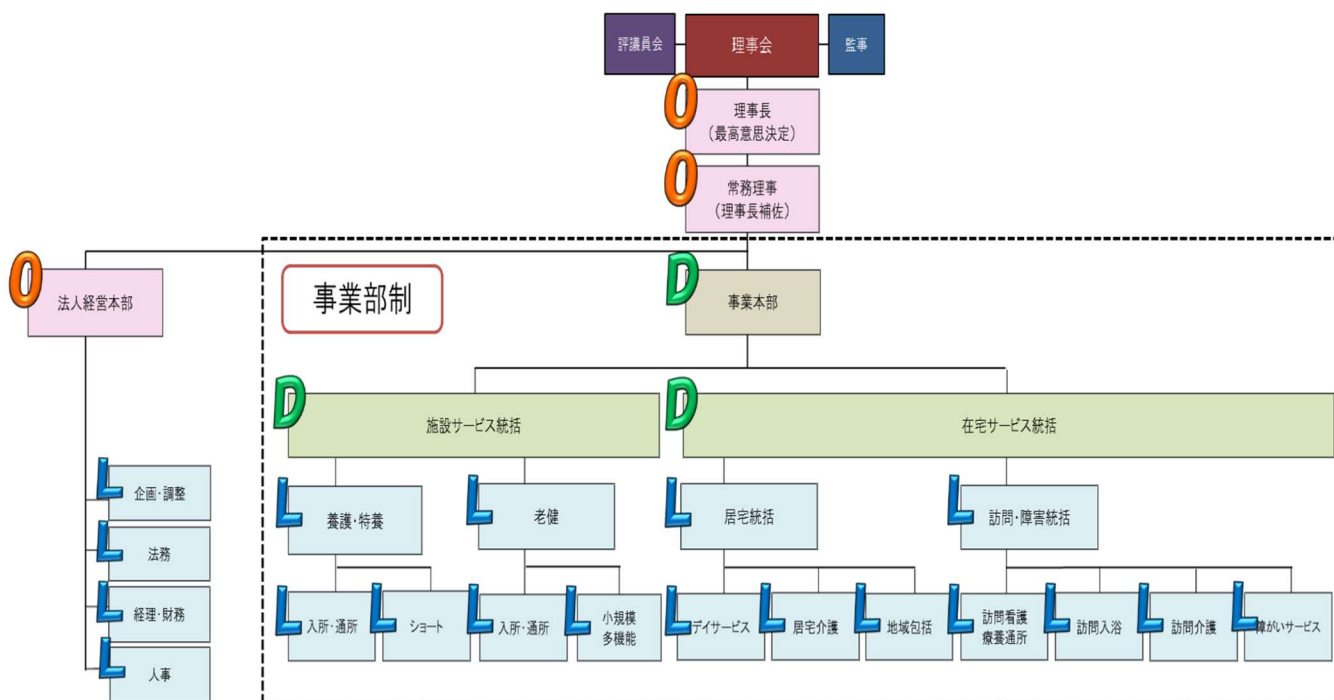 評議員会
理事会
監事
O
理事長
（最高意思決定）
O
常務理事
（理事長補佐）
O
法人経営本部
事業部制
D
事業本部
D
施設サービス統括
D
在宅サービス統括
L
企画・調整
L
養護・特養
L
老健
L
居宅統括
L
訪問・障害統括
L
法務
L
経理・財務
L
人事
L
入所・通所
L
ショート
L
入所・通所
L
小規模
多機能
L
デイサービス
L
居宅介護
L
地域包括
L
訪問看護
療養通所
L
訪問入浴
L
訪問介護
L
障がいサービス